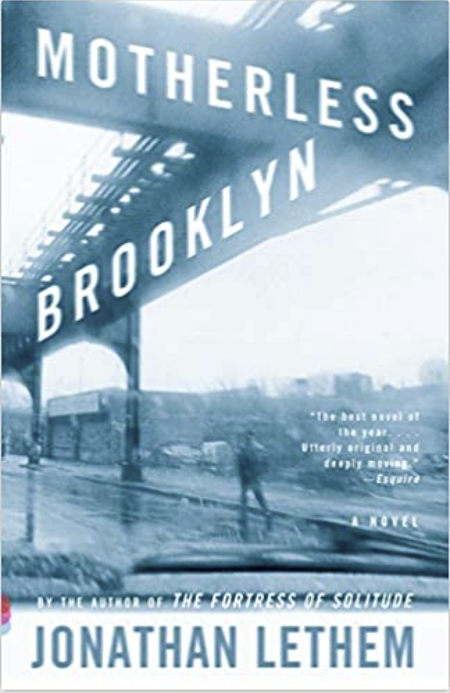 MOTHERLESS
BROOKLYN
"The best novel of
the year. . . .
Utterly original and
deeply moving."
—Esquire
A NOVEL
BY THE AUTHOR OF THE FORTRESS OF SOLITUDE
JONATHAN LETHEM